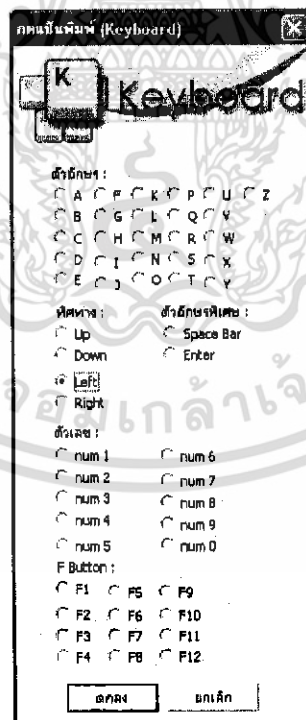 กดแป้นพิมพ์ (Keyboard)
K Keyboard
ตัวอักษร :
A F K P U Z
B G L Q V
C H M R W
D I N S X
E J O T Y
ทิศทาง : ตัวอักษรพิเศษ :
Up Space Bar
Down Enter
Left
Right
ตัวเลข :
num 1 num 6
num 2 num 7
num 3 num 8
num 4 num 9
num 5 num 0
F Button :
F1 F5 F9
F2 F6 F10
F3 F7 F11
F4 F8 F12
ตกลง ยกเลิก